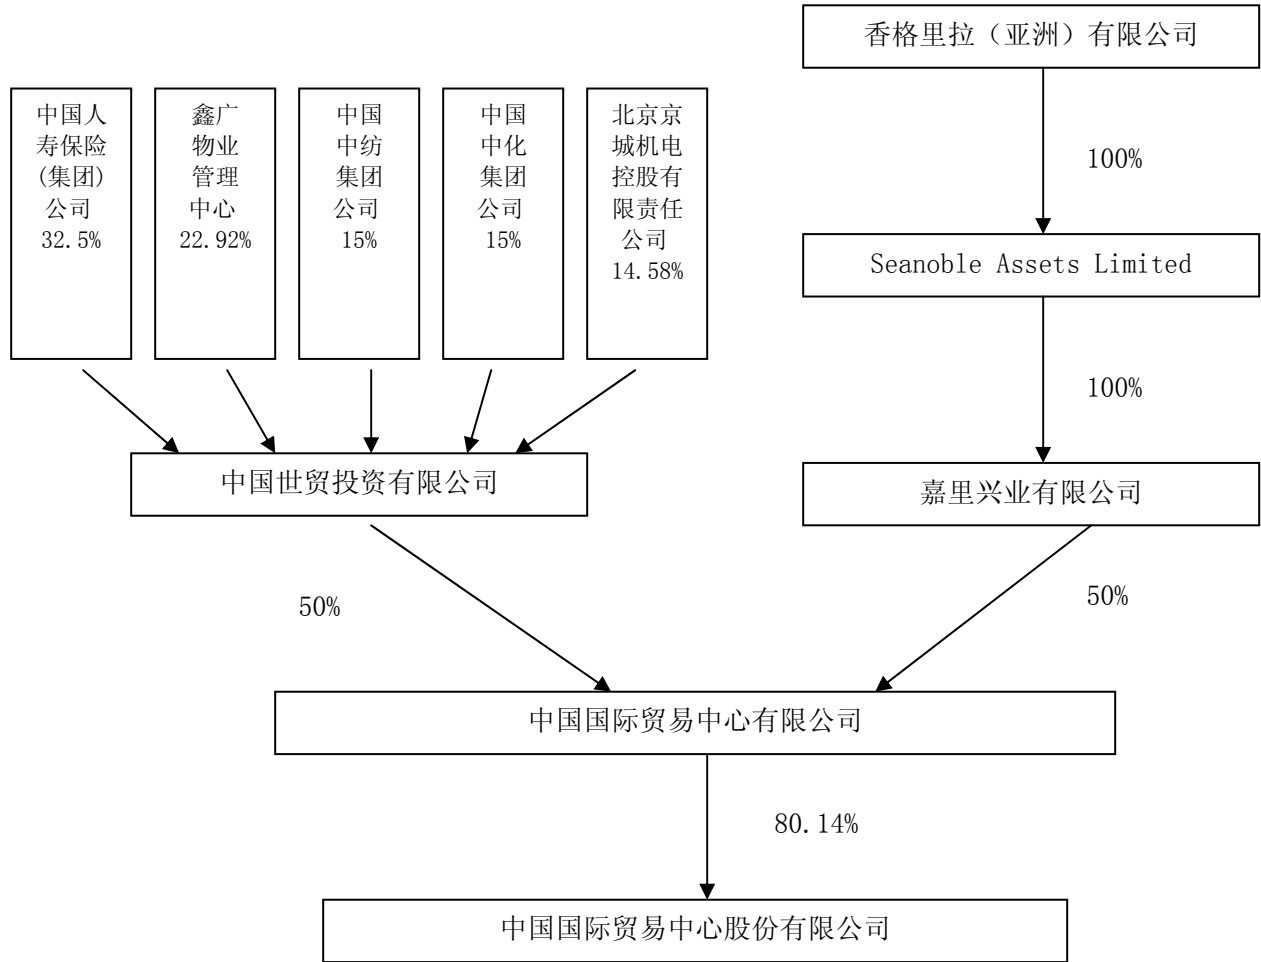 香格里拉（亚洲）有限公司
中国人
寿保险
(集团)
公司
32.5%
鑫广
物业
管理
中心
22.92%
中国
中纺
集团
公司
15%
中国
中化
集团
公司
15%
北京京
城机电
控股有
限责任
公司
14.58%
100%
Seanoble Assets Limited
100%
中国世贸投资有限公司
嘉里兴业有限公司
50%
50%
中国国际贸易中心有限公司
80.14%
中国国际贸易中心股份有限公司